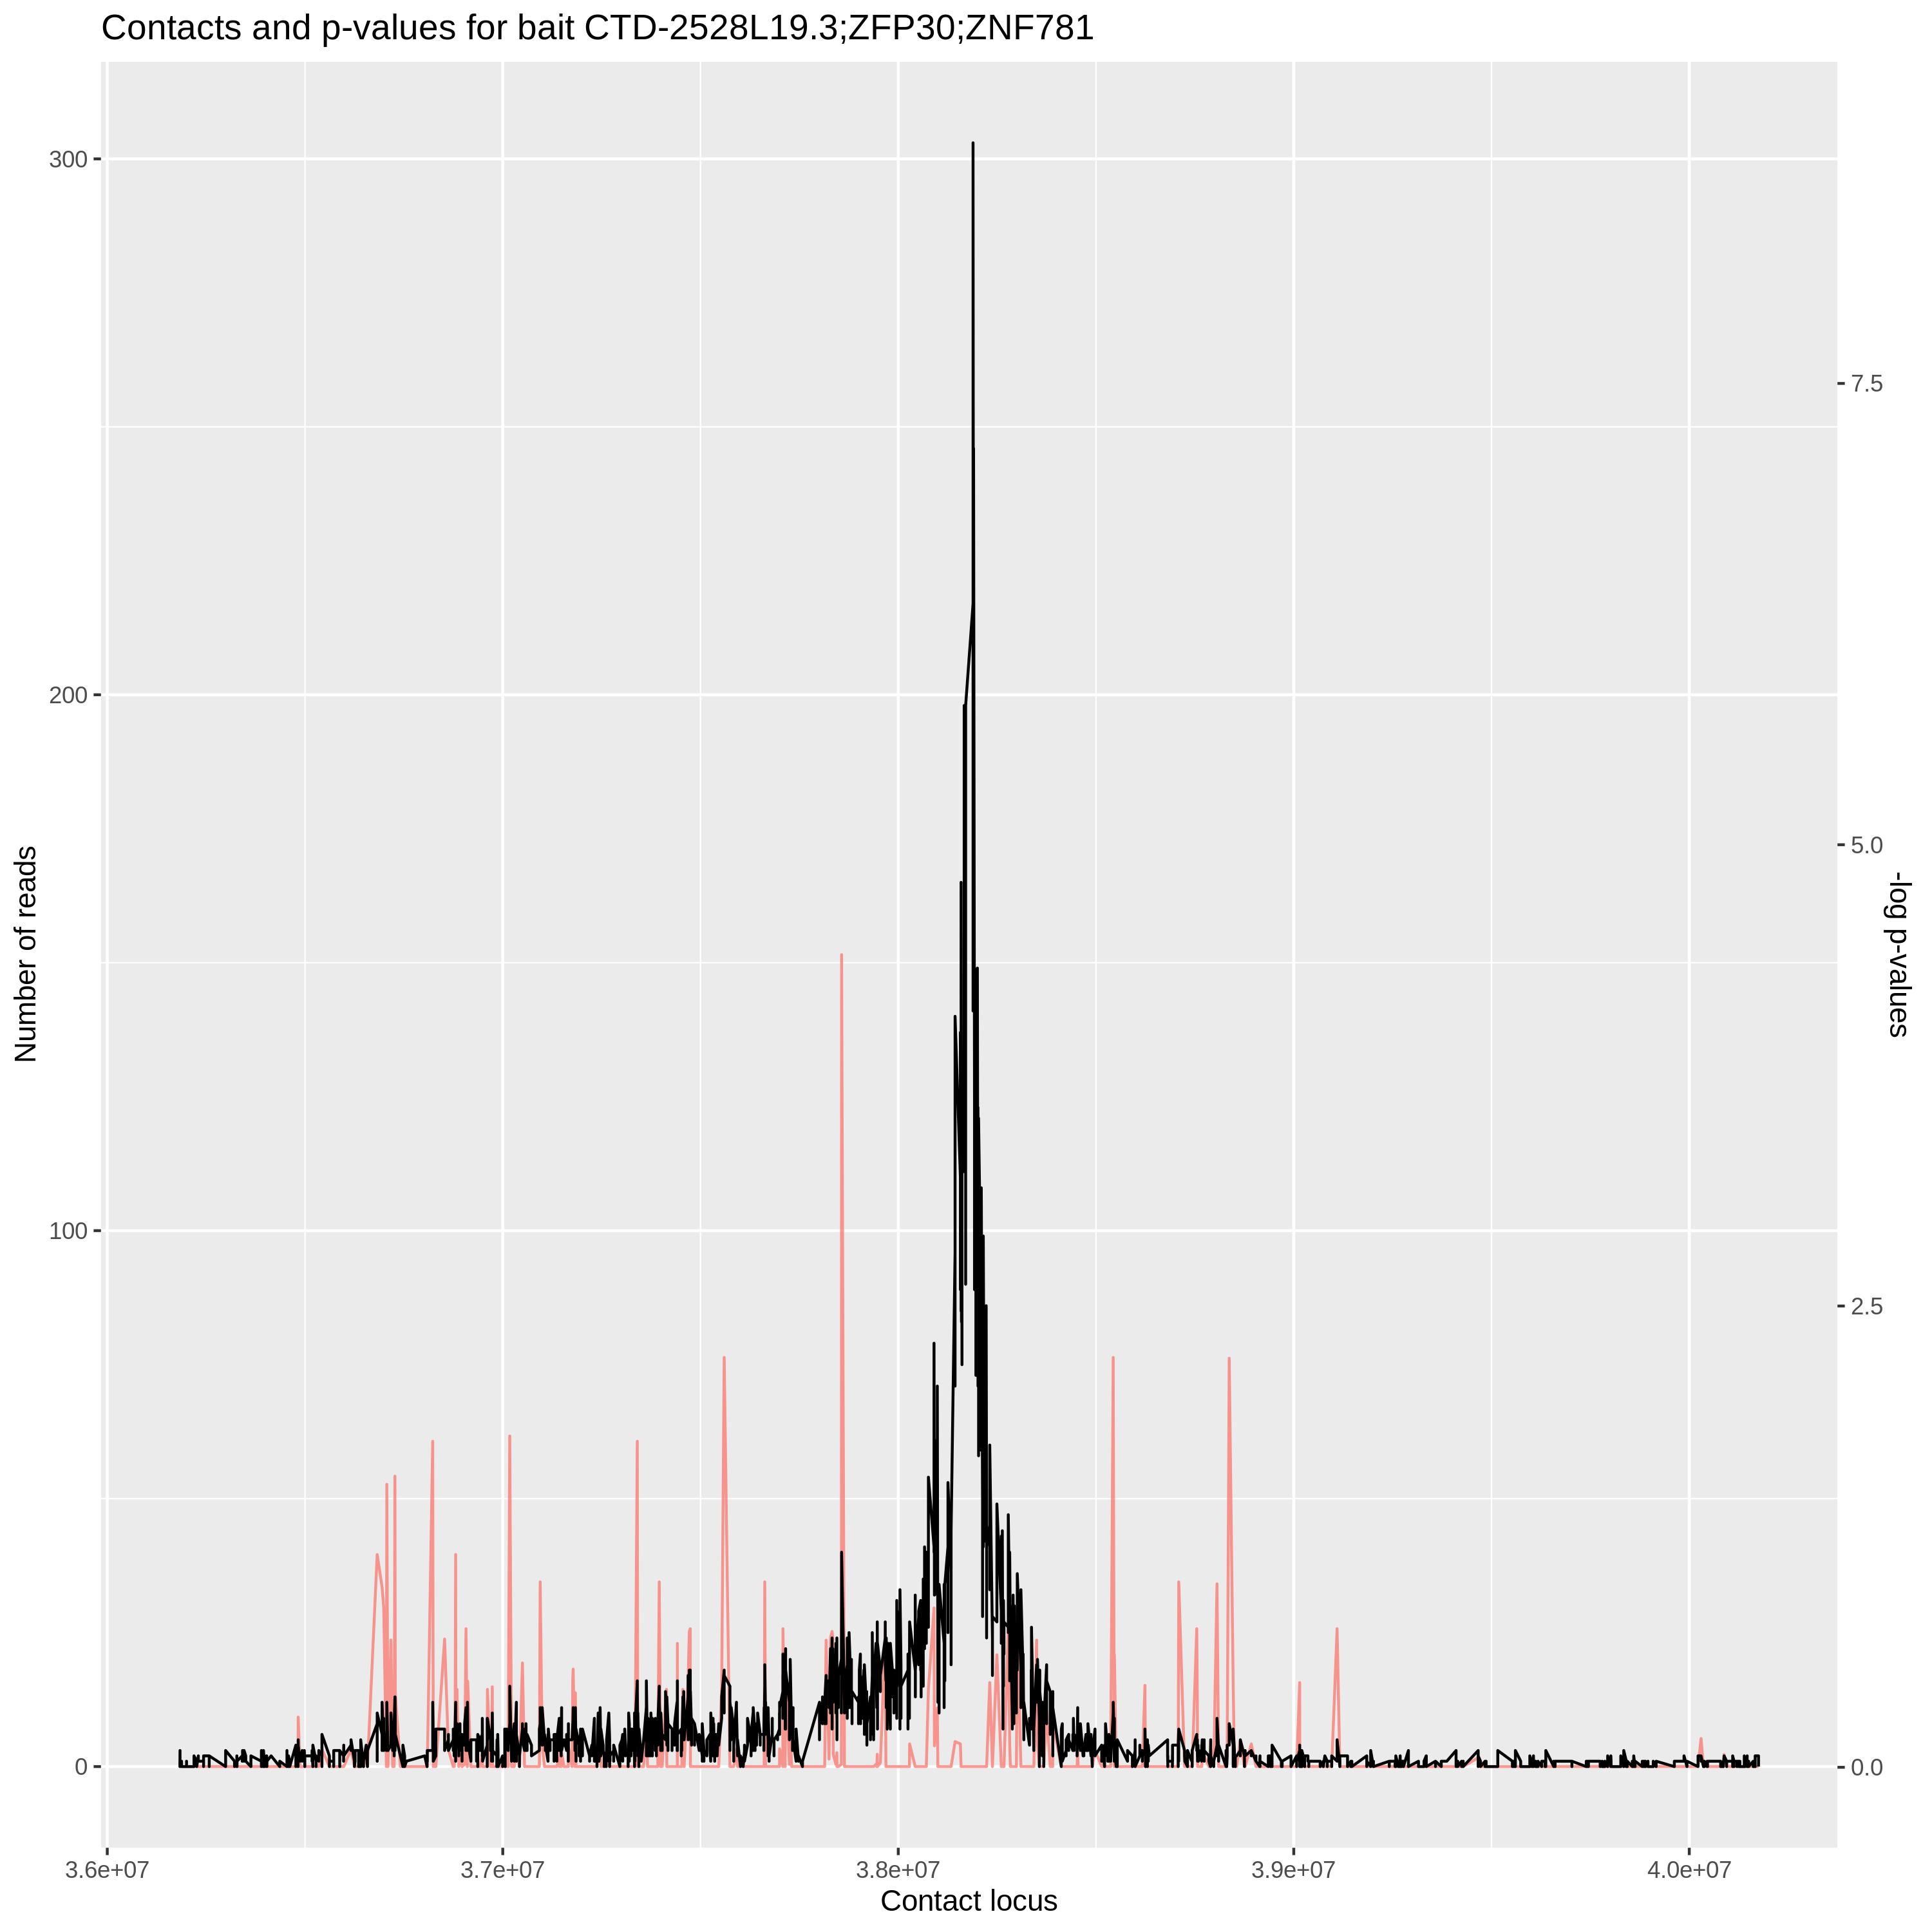 Contacts and p-values for bait CTD-2528L19.3;ZFP30;ZNF781
300
200
100
0
Number of reads
7.5
5.0
2.5
0.0
-log p-values
3.6e+07
3.7e+07
3.8e+07
3.9e+07
4.0e+07
Contact locus